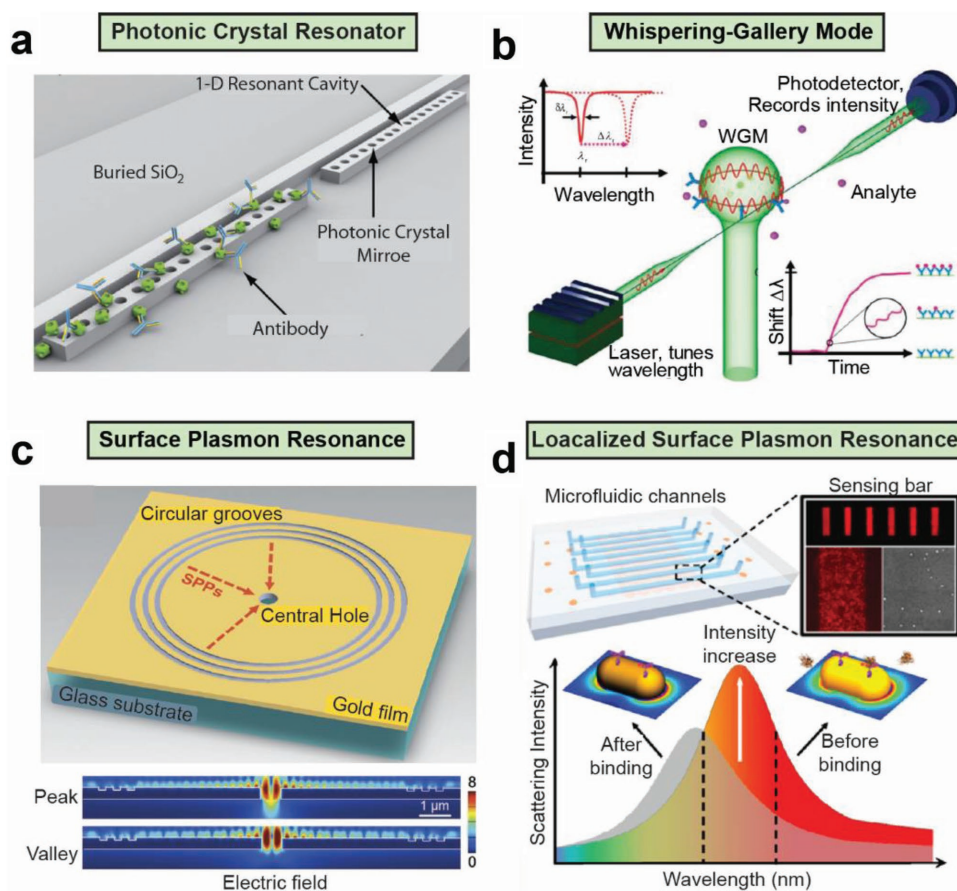 a
Photonic Crystal Resonator
1-D Resonant Cavity
Buried SiO2
Photonic Crystal
Mirroe
Antibody
b
Whispering-Gallery Mode
Intensity
δλr
Δλr
λr
Wavelength
WGM
Photodetector,
Records intensity
Analyte
Laser, tunes
wavelength
Shift Δλ
Time
c
Surface Plasmon Resonance
Circular grooves
SPPs
Central Hole
Glass substrate
Gold film
Peak
Valley
1 µm
8
0
Electric field
d
Loacalized Surface Plasmon Resonance
Microfluidic channels
Sensing bar
Intensity
increase
After
binding
Before
binding
Scattering Intensity
Wavelength (nm)